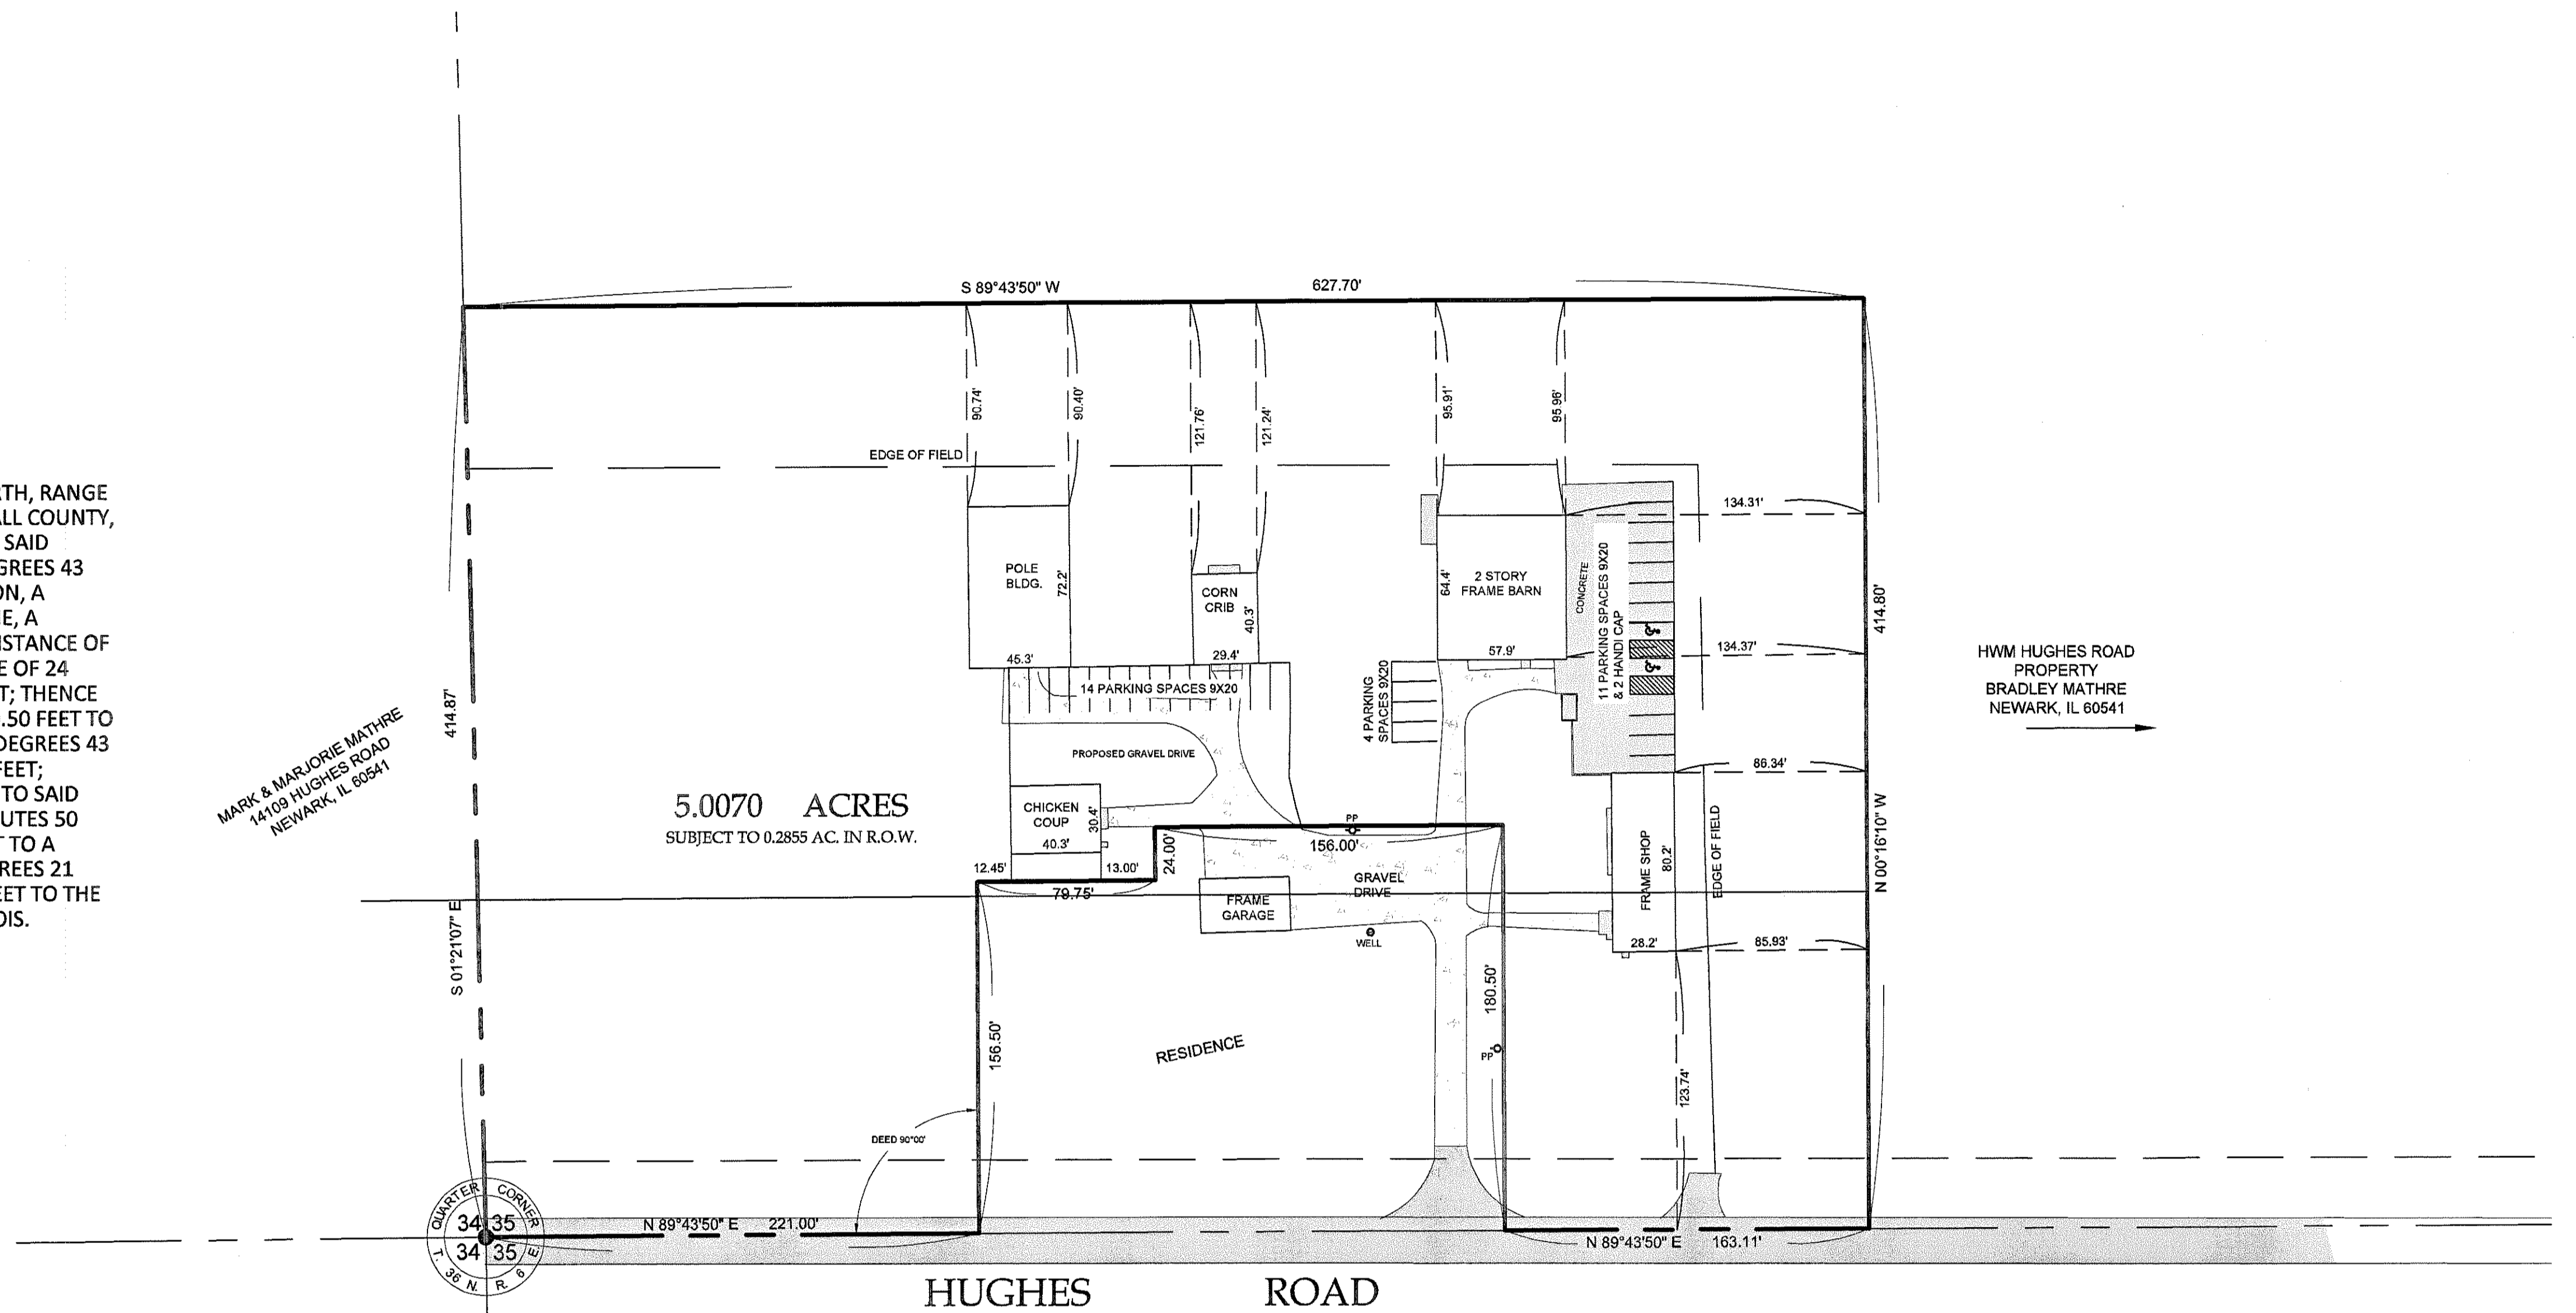 S 89°43'50" W 627.70'
90.74'
90.40'
121.76'
121.24'
95.91'
95.96'
EDGE OF FIELD
TH, RANGE
ALL COUNTY,
SAID
GREES 43
ON, A
E, A
ISTANCE OF
E OF 24
T; THENCE
.50 FEET TO
DEGREES 43
FEET;
TO SAID
UTES 50
T TO A
REES 21
EET TO THE
OIS.
134.31'
POLE
BLDG.
72.2'
45.3'
CORN
CRIB
40.3'
29.4'
2 STORY
FRAME BARN
64.4'
57.9'
CONCRETE
11 PARKING SPACES 9X20
& 2 HANDI CAP
134.37'
414.80'
HWM HUGHES ROAD
PROPERTY
BRADLEY MATHRE
NEWARK, IL 60541
414.87'
MARK & MARJORIE MATHRE
14109 HUGHES ROAD
NEWARK, IL 60541
14 PARKING SPACES 9X20
4 PARKING
SPACES 9X20
PROPOSED GRAVEL DRIVE
86.34'
5.0070 ACRES
SUBJECT TO 0.2855 AC. IN R.O.W.
CHICKEN
COUP
30.4'
40.3'
12.45'
13.00'
24.00'
79.75'
PP
156.00'
GRAVEL
DRIVE
FRAME
GARAGE
WELL
FRAME SHOP
80.2'
28.2'
EDGE OF FIELD
85.93'
N 00°16'10" W
S 01°21'07" E
156.50'
RESIDENCE
180.50'
PP
123.74'
DEED 90°00'
QUARTER CORNER
34 35
34 35
T. 36 N. R. 6 E.
N 89°43'50" E 221.00'
N 89°43'50" E 163.11'
HUGHES ROAD